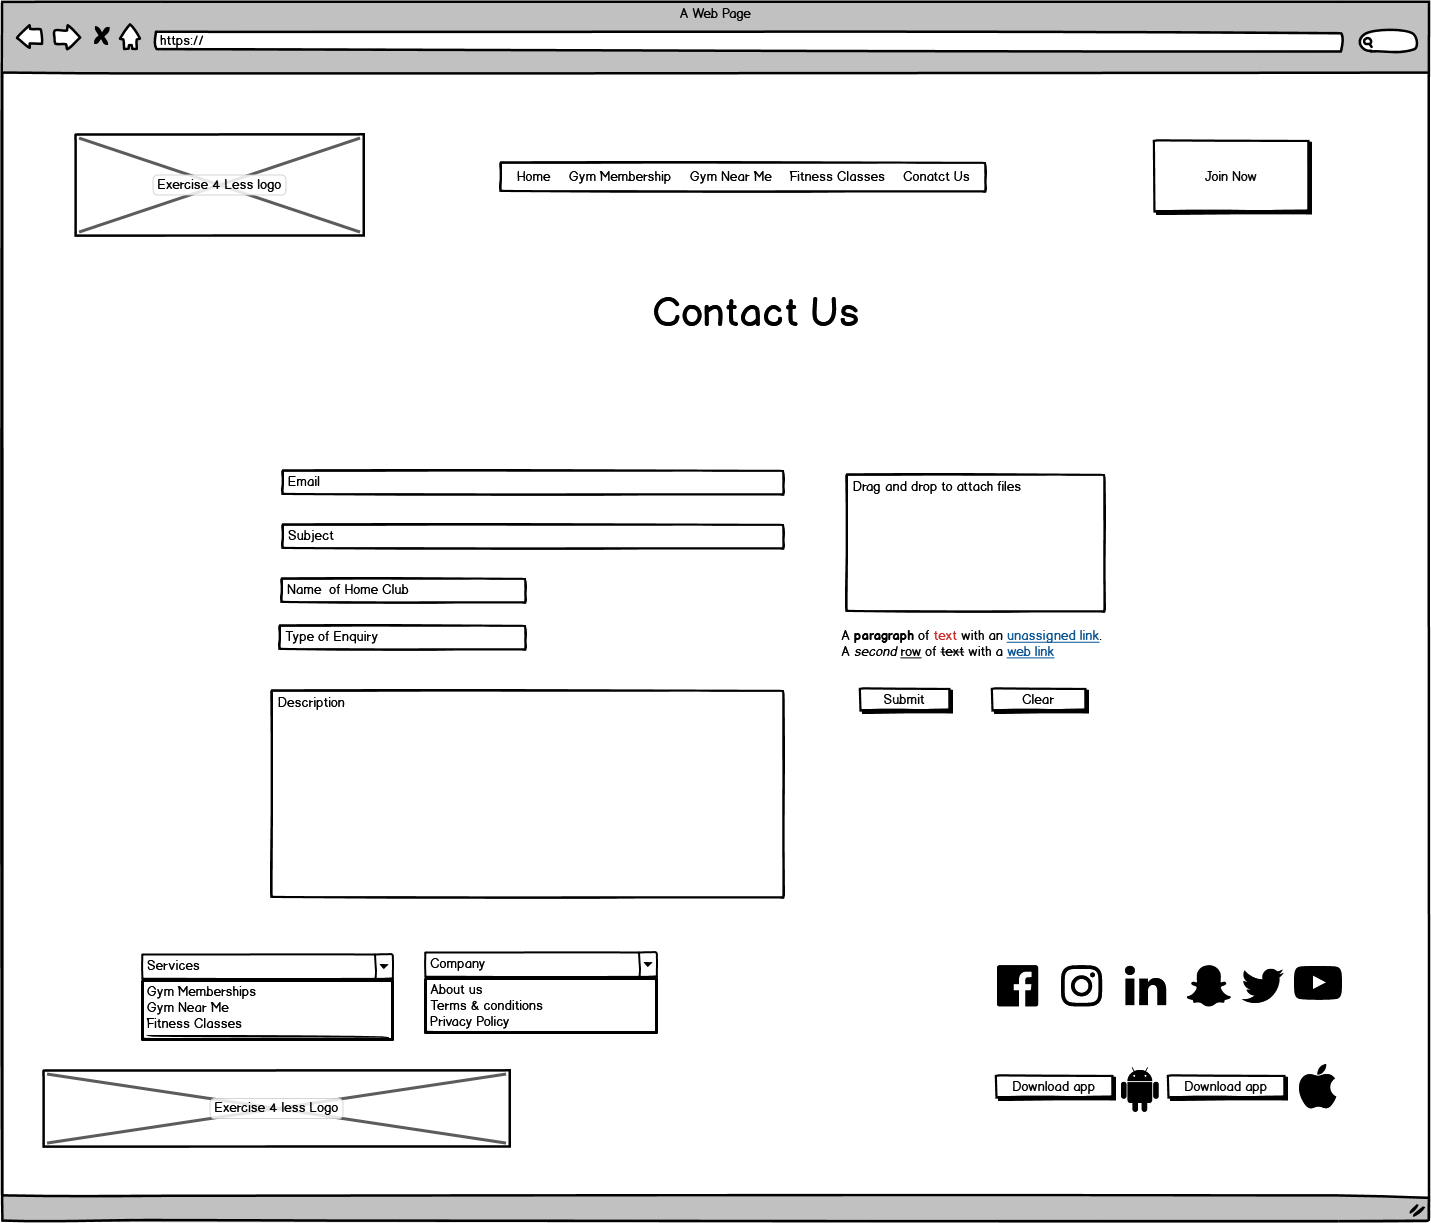 A Web Page
https://
Exercise 4 Less logo
Home Gym Membership Gym Near Me Fitness Classes Conatct Us
Join Now
Contact Us
Email
Subject
Name of Home Club
Type of Enquiry
Description
Drag and drop to attach files
A paragraph of text with an unassigned link.
A second row of text with a web link
Submit Clear
Services
Gym Memberships
Gym Near Me
Fitness Classes
Company
About us
Terms & conditions
Privacy Policy
Exercise 4 less Logo
Download app Download app